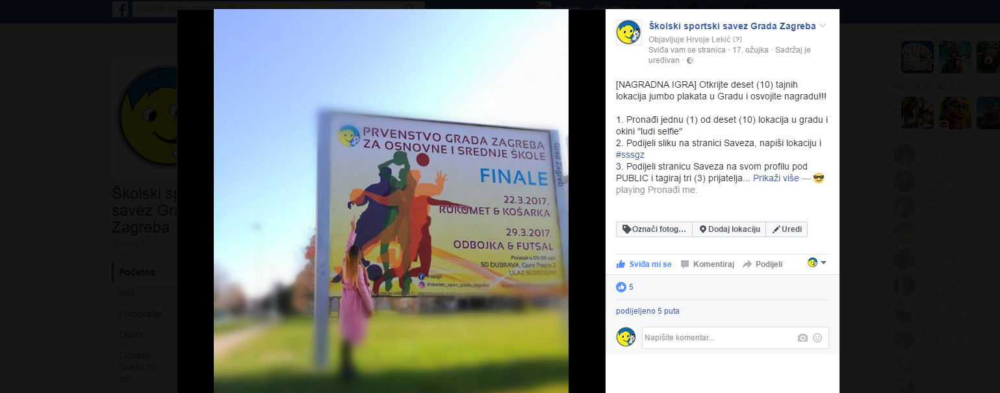 Tražite ljude, mjesta i stvari
Hrvoje
Početna
Školski sp
savez Gra
Zagreba
@sssgz
Početna
Info
Fotografije
Osvrti
Oznake
"sviđa mi
se"
PRVENSTVO GRADA ZAGREBA
ZA OSNOVNE I SREDNJE ŠKOLE
FINALE
22.3.2017.
RUKOMET & KOŠARKA
29.3.2017.
ODBOJKA & FUTSAL
Početak u 09,00 sati
SD DUBRAVA, Gjure Prejca 2
ULAZ SLOBODAN
#sssgz
@skolski_sport_grada_zagreba
Grad Zagreb
Školski sportski savez Grada Zagreba
Objavljuje Hrvoje Lekić [?]
Sviđa vam se stranica · 17. ožujka · Sadržaj je
uređivan ·
[NAGRADNA IGRA] Otkrijte deset (10) tajnih
lokacija jumbo plakata u Gradu i osvojite nagradu!!!
1. Pronađi jednu (1) od deset (10) lokacija u gradu i
okini "ludi selfie"
2. Podijeli sliku na stranici Saveza, napiši lokaciju i
#sssgz
3. Podijeli stranicu Saveza na svom profilu pod
PUBLIC i tagiraj tri (3) prijatelja... Prikaži više — 😎
playing Pronađi me.
Označi fotog...
Dodaj lokaciju
Uredi
Sviđa mi se
Komentiraj
Podijeli
5
podijeljeno 5 puta
Napišite komentar...
TVOJE IGRE
BELOT
PREPORUČENE IGRE